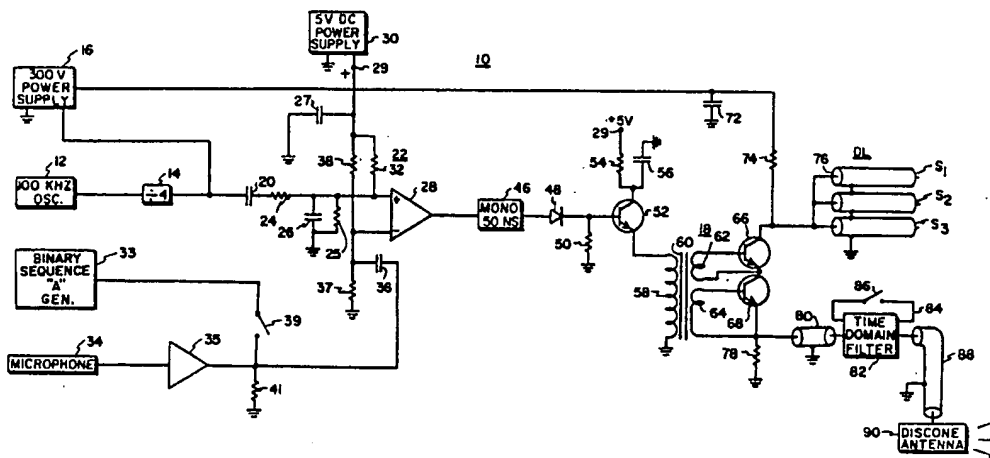 5V DC
POWER
SUPPLY
30
16
300 V
POWER
SUPPLY
+
29
10
27
72
12
100 KHZ
OSC.
14
÷4
20
24
26
25
38
22
32
28
46
MONO
50 NS
48
50
+5V
29
54
56
52
74
76
DL
S1
S2
S3
60
18
62
66
58
64
68
78
80
86
84
TIME
DOMAIN
FILTER
82
88
90
DISCONE
ANTENNA
33
BINARY
SEQUENCE
"A"
GEN.
39
36
37
34
MICROPHONE
35
41